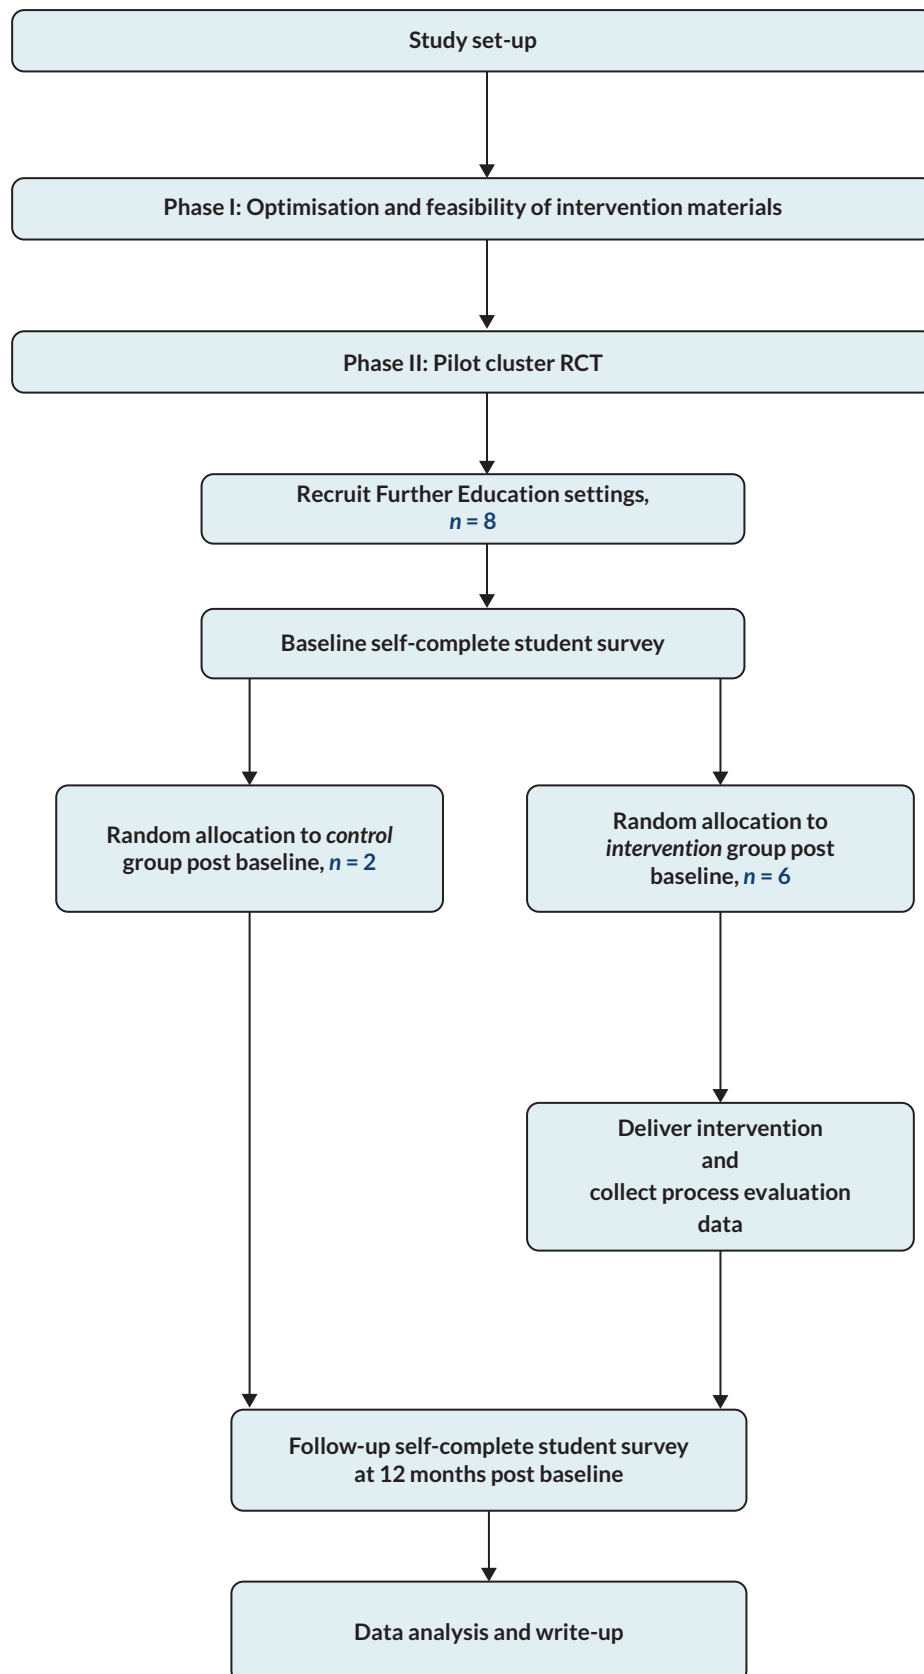 Study set-up
Phase I: Optimisation and feasibility of intervention materials
Phase II: Pilot cluster RCT
Recruit Further Education settings,
n = 8
Baseline self-complete student survey
Random allocation to control
group post baseline, n = 2
Random allocation to
intervention group post
baseline, n = 6
Deliver intervention
and
collect process evaluation
data
Follow-up self-complete student survey
at 12 months post baseline
Data analysis and write-up